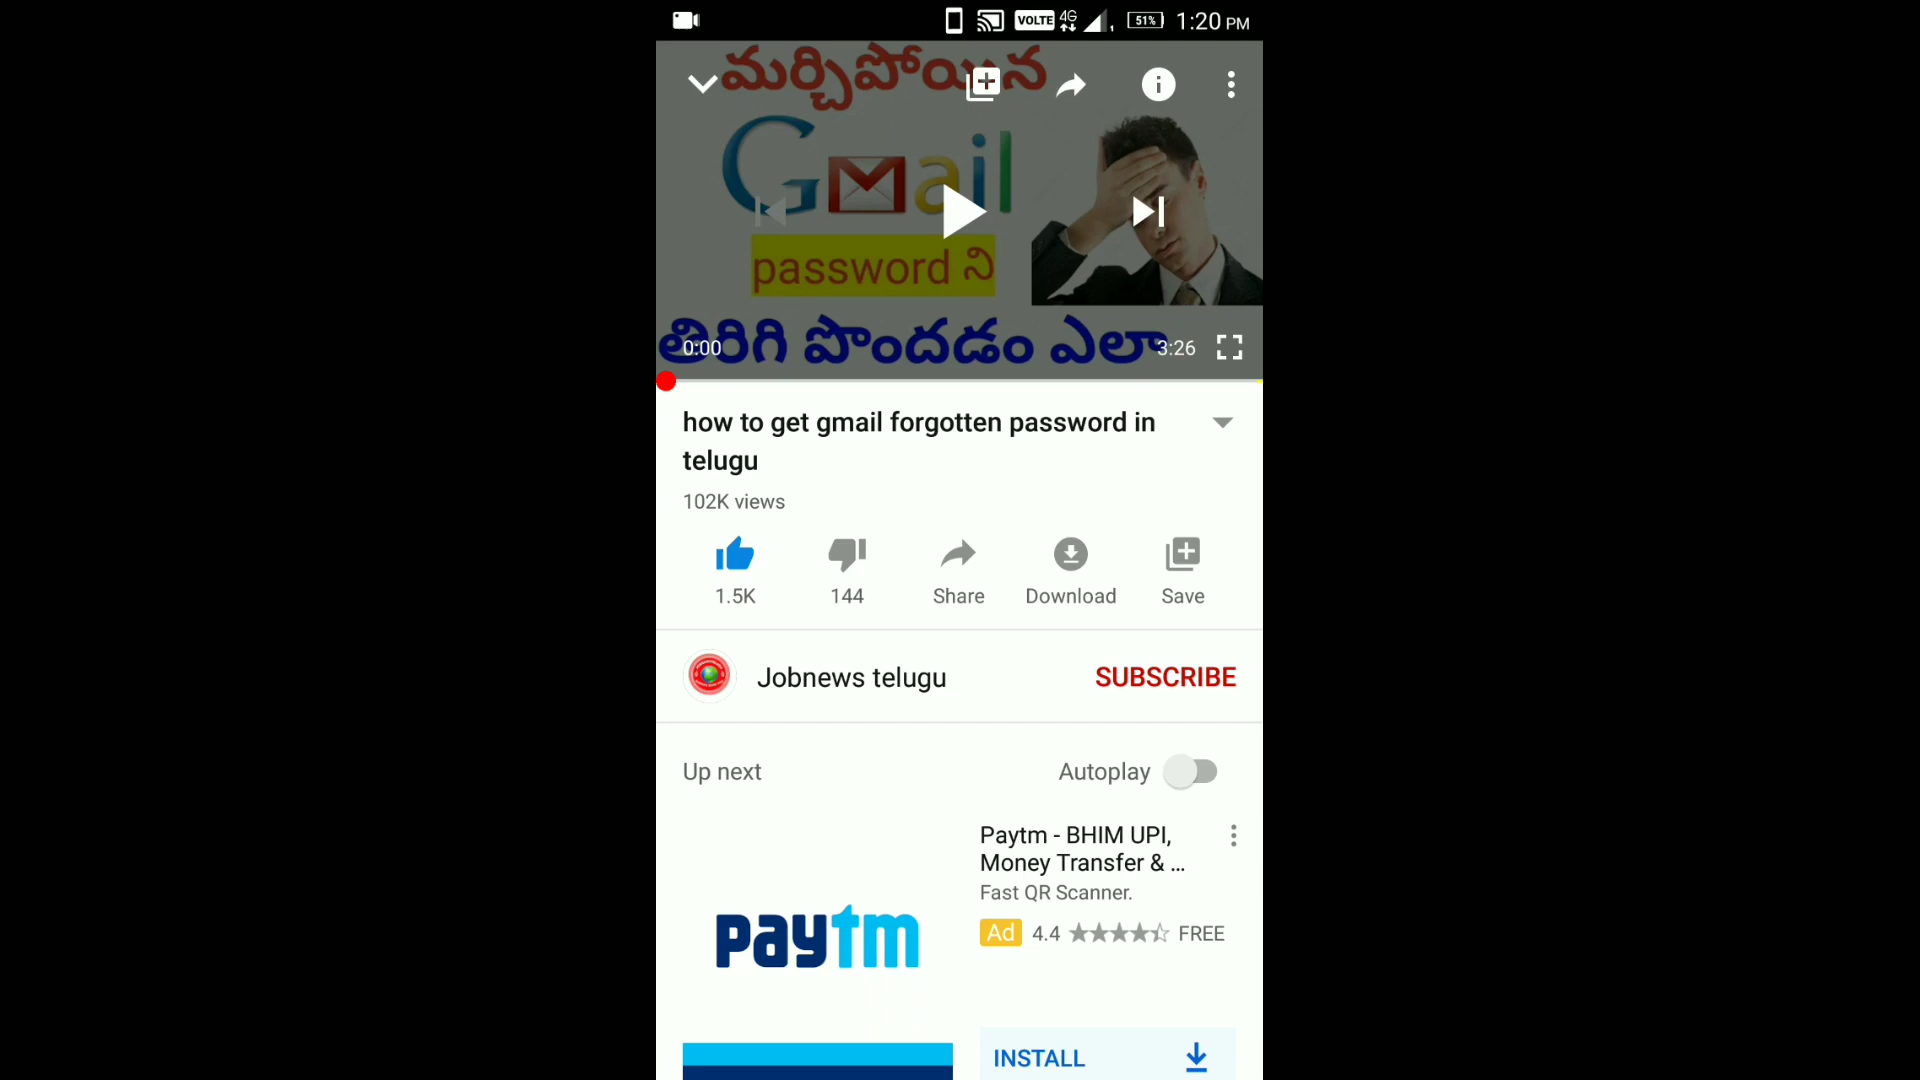 VOLTE 4G 51% 1:20 PM
మర్చిపోయిన
Gmail
password ని
తిరిగి పొందడం ఎలా
0:00 3:26
how to get gmail forgotten password in
telugu
102K views
1.5K 144 Share Download Save
Jobnews telugu SUBSCRIBE
Up next Autoplay
Paytm - BHIM UPI,
Money Transfer & ...
Fast QR Scanner.
Ad 4.4 FREE
paytm
INSTALL